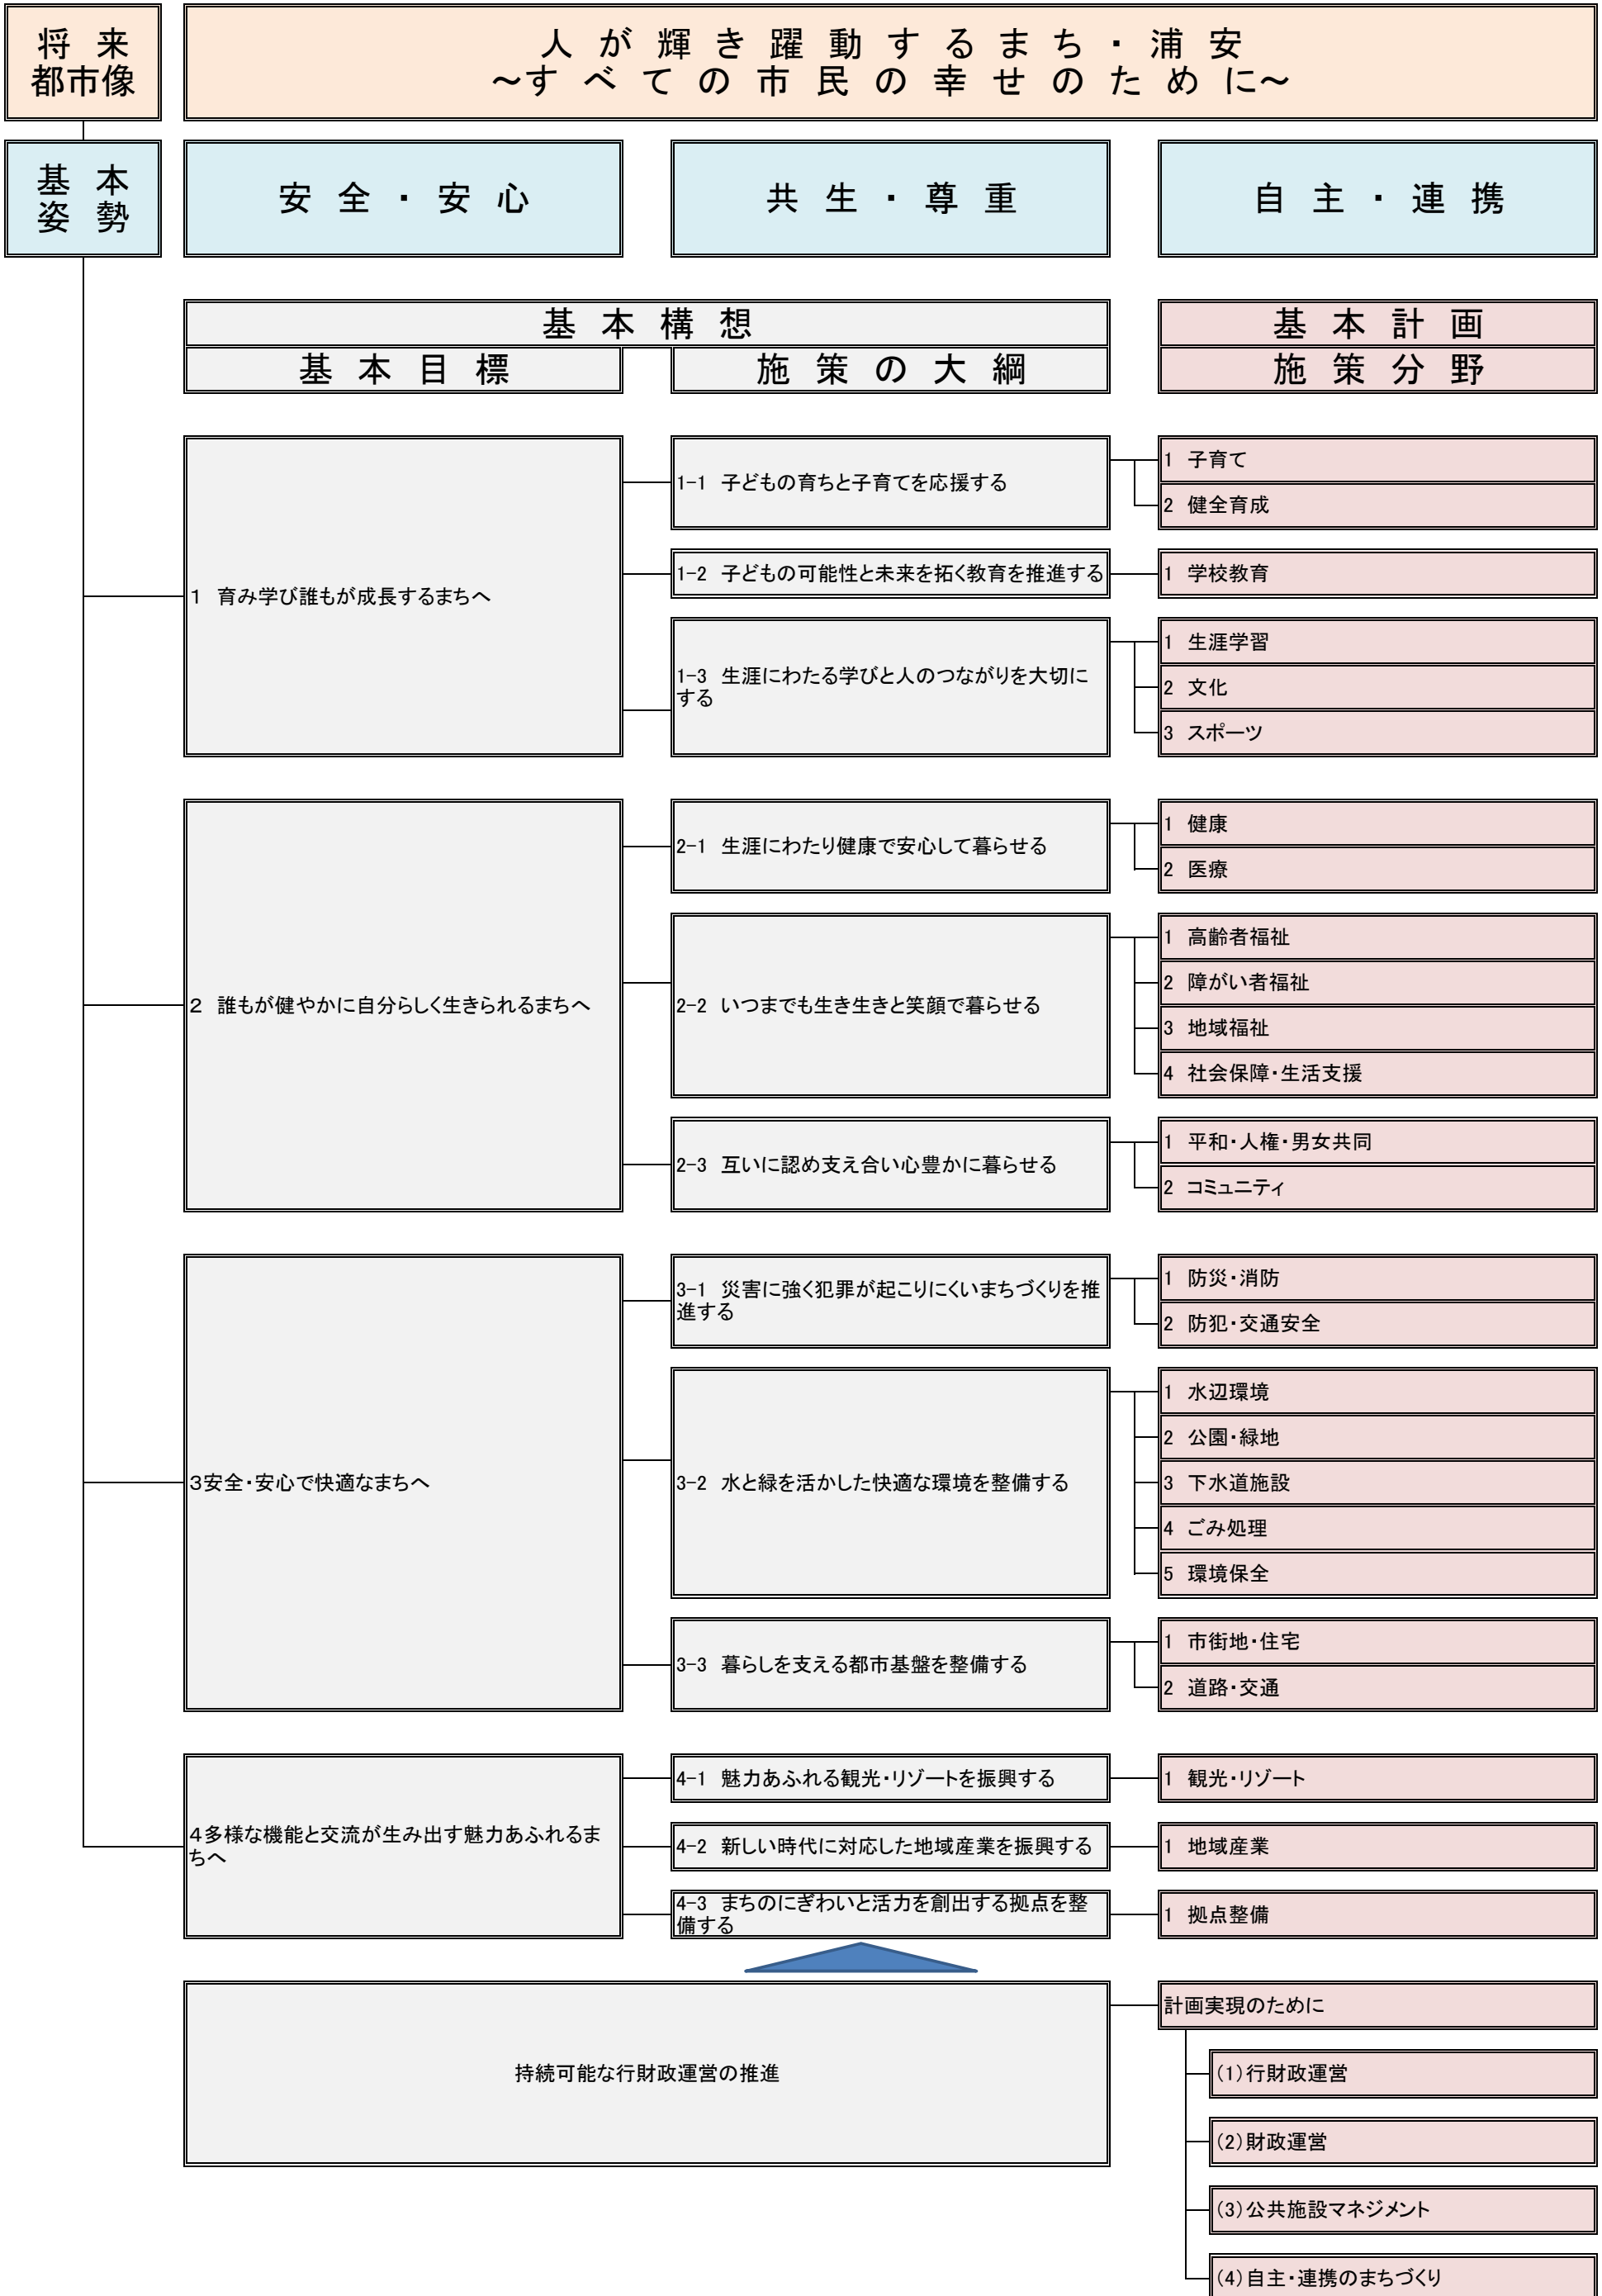 将　来
都市像
人　が　輝　き　躍　動　す　る　ま　ち　・　浦　安
～す　べ　て　の　市　民　の　幸　せ　の　た　め　に～
基　本
姿　勢
安　全　・　安　心
共　生　・　尊　重
自　主　・　連　携
基　本　構　想
基　本　計　画
基　本　目　標
施　策　の　大　綱
施　策　分　野
1　育み学び誰もが成長するまちへ
1-1　子どもの育ちと子育てを応援する
1　子育て
2　健全育成
1-2　子どもの可能性と未来を拓く教育を推進する
1　学校教育
1-3　生涯にわたる学びと人のつながりを大切に
する
1　生涯学習
2　文化
3　スポーツ
２　誰もが健やかに自分らしく生きられるまちへ
2-1　生涯にわたり健康で安心して暮らせる
1　健康
2　医療
2-2　いつまでも生き生きと笑顔で暮らせる
1　高齢者福祉
2　障がい者福祉
3　地域福祉
4　社会保障・生活支援
2-3　互いに認め支え合い心豊かに暮らせる
1　平和・人権・男女共同
2　コミュニティ
３安全・安心で快適なまちへ
3-1　災害に強く犯罪が起こりにくいまちづくりを推
進する
1　防災・消防
2　防犯・交通安全
3-2　水と緑を活かした快適な環境を整備する
1　水辺環境
2　公園・緑地
3　下水道施設
4　ごみ処理
5　環境保全
3-3　暮らしを支える都市基盤を整備する
1　市街地・住宅
2　道路・交通
４多様な機能と交流が生み出す魅力あふれるま
ちへ
4-1　魅力あふれる観光・リゾートを振興する
1　観光・リゾート
4-2　新しい時代に対応した地域産業を振興する
1　地域産業
4-3　まちのにぎわいと活力を創出する拠点を整
備する
1　拠点整備
持続可能な行財政運営の推進
計画実現のために
(1)行財政運営
(2)財政運営
(3)公共施設マネジメント
(4)自主・連携のまちづくり